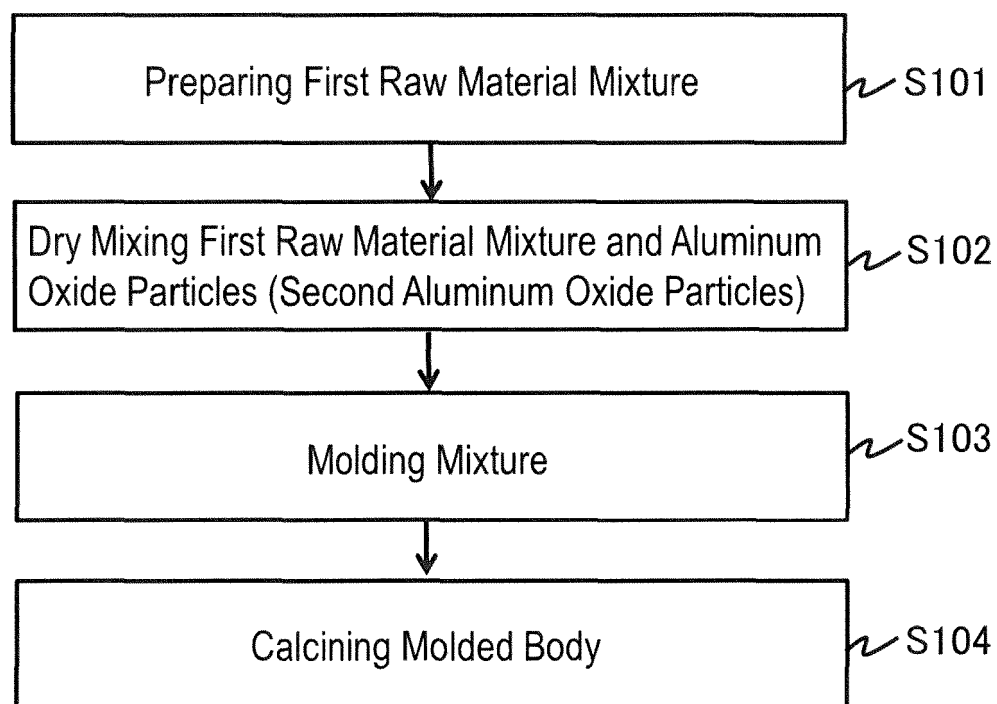 Preparing First Raw Material Mixture
S101
Dry Mixing First Raw Material Mixture and Aluminum
Oxide Particles (Second Aluminum Oxide Particles)
S102
Molding Mixture
S103
Calcining Molded Body
S104